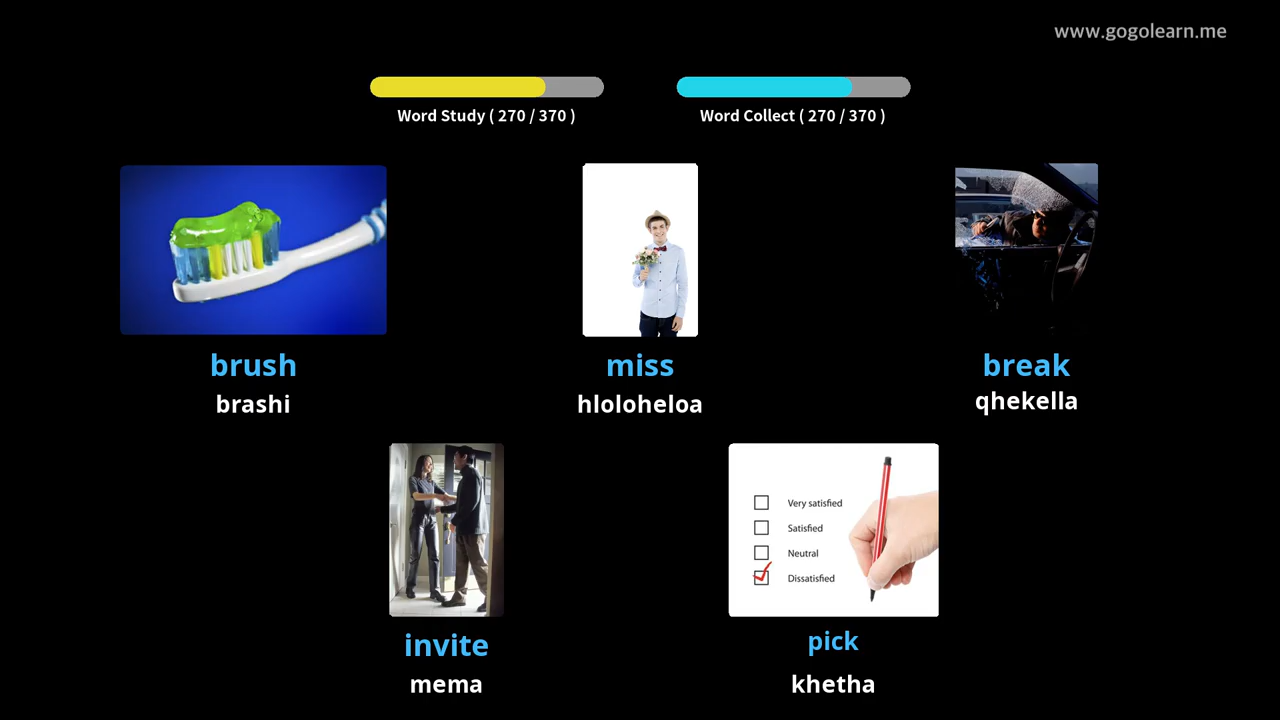 www.gogolearn.me
Word Study ( 270 / 370 )
Word Collect ( 270 / 370 )
brush
brashi
miss
hloloheloa
break
qhekella
Very satisfied
Satisfied
Neutral
Dissatisfied
invite
mema
pick
khetha